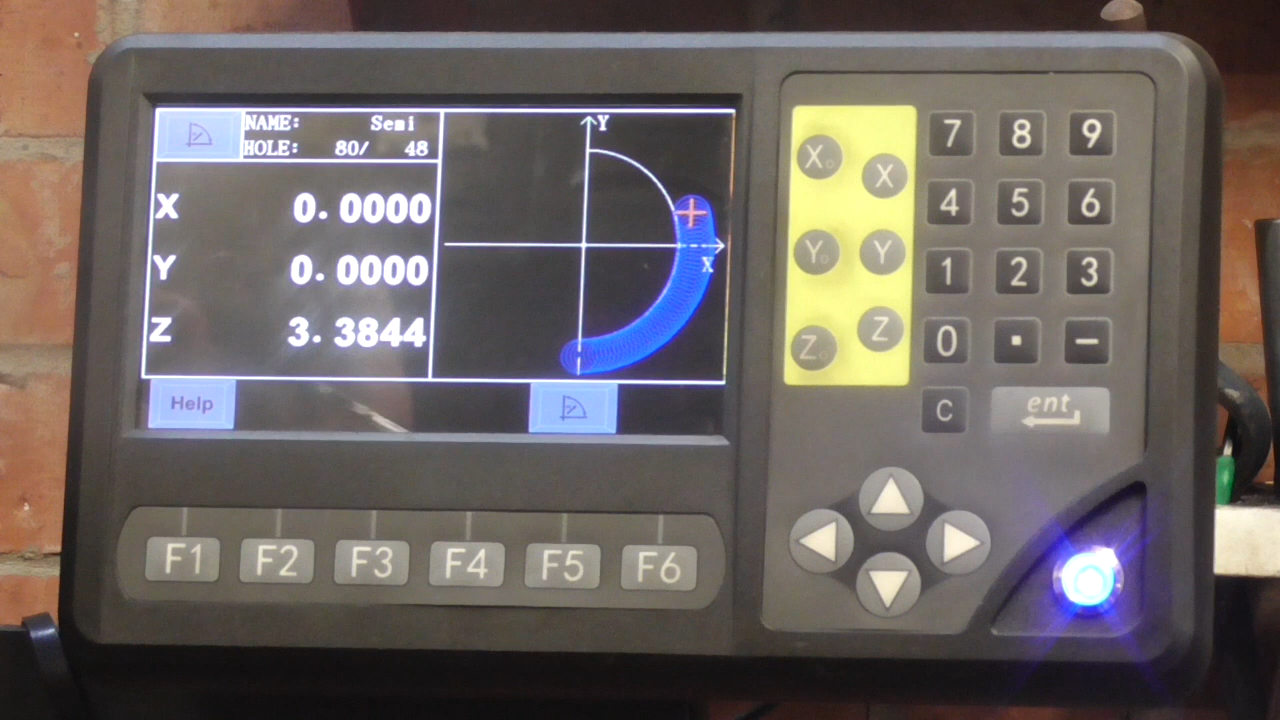 NAME: Semi
HOLE: 80/ 48
X 0.0000
Y 0.0000
Z 3.3844
Y
X
Help
F1 F2 F3 F4 F5 F6
X₀ X
Y₀ Y
Z₀ Z
7 8 9
4 5 6
1 2 3
0 . −
C ent